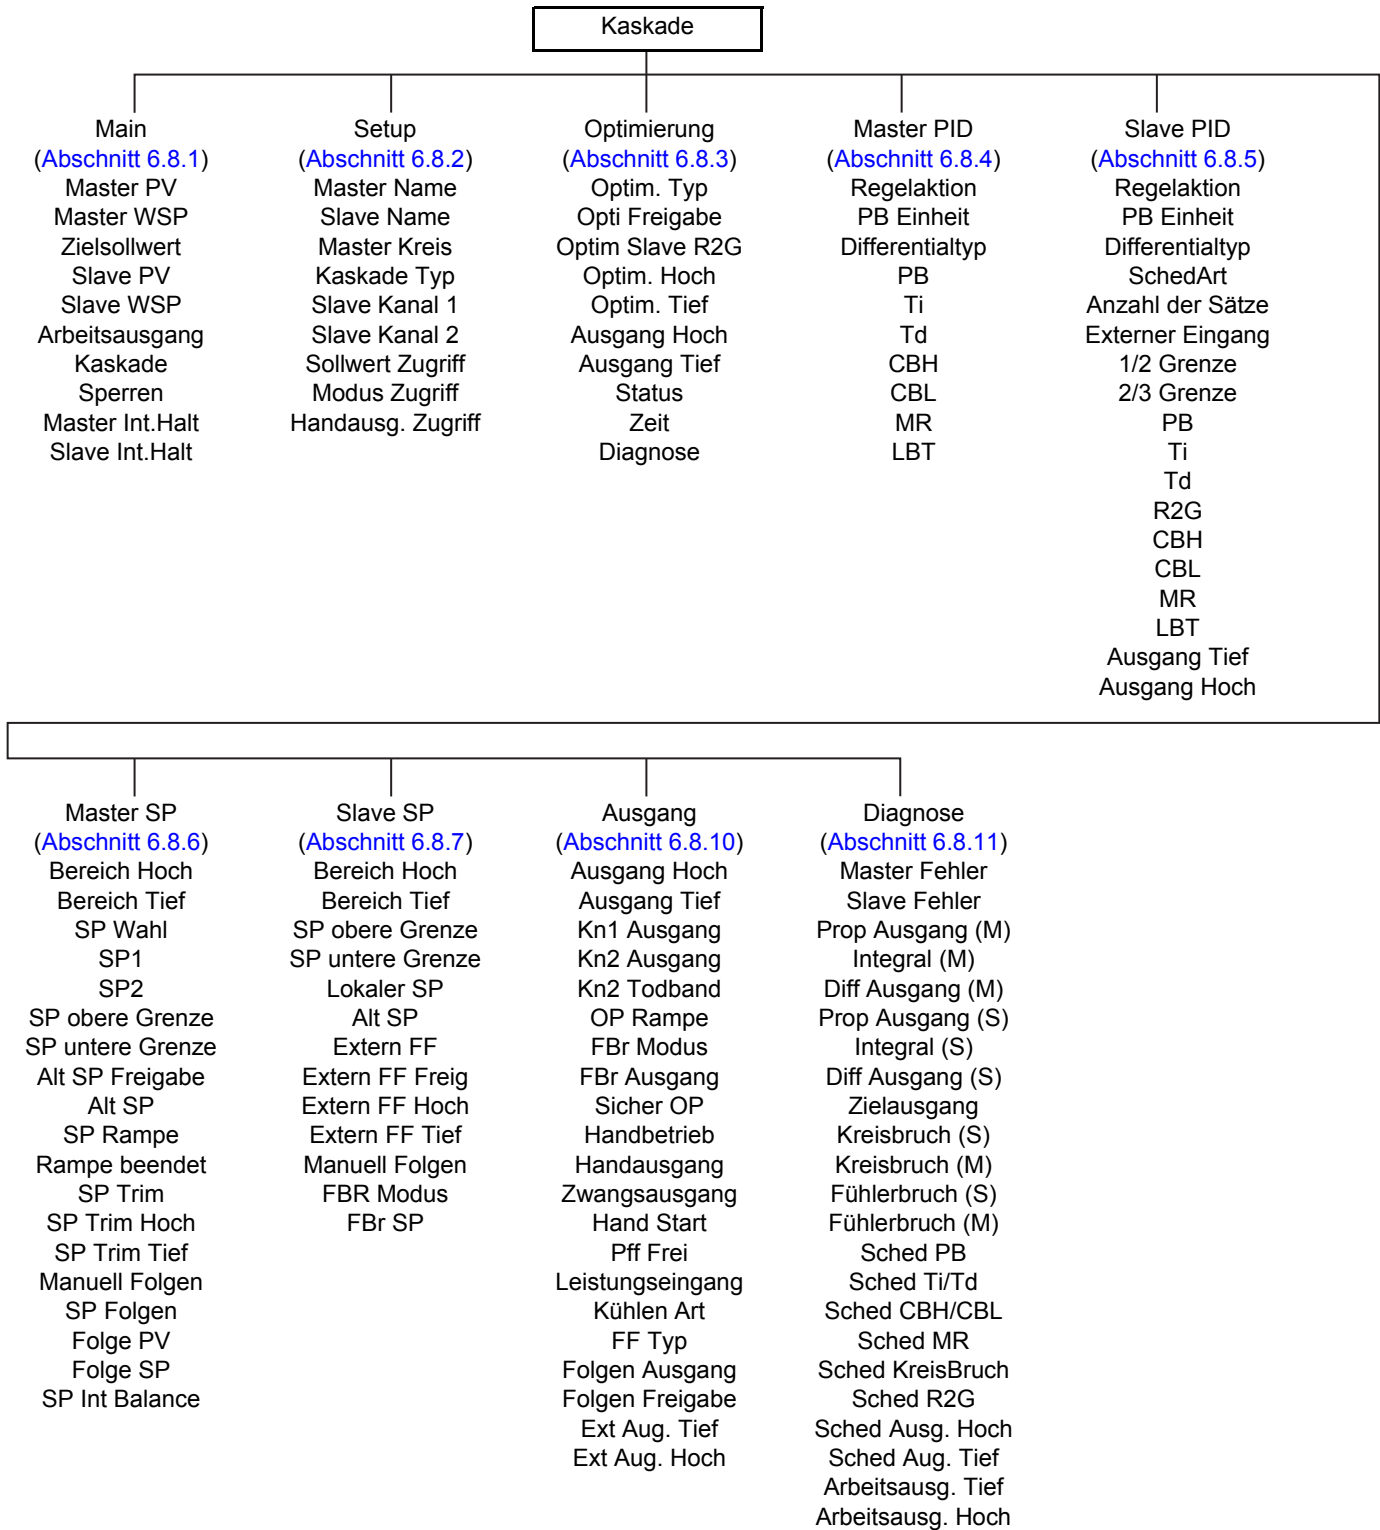 Kaskade
Main
(Abschnitt 6.8.1)
Master PV
Master WSP
Zielsollwert
Slave PV
Slave WSP
Arbeitsausgang
Kaskade
Sperren
Master Int.Halt
Slave Int.Halt
Setup
(Abschnitt 6.8.2)
Master Name
Slave Name
Master Kreis
Kaskade Typ
Slave Kanal 1
Slave Kanal 2
Sollwert Zugriff
Modus Zugriff
Handausg. Zugriff
Optimierung
(Abschnitt 6.8.3)
Optim. Typ
Opti Freigabe
Optim Slave R2G
Optim. Hoch
Optim. Tief
Ausgang Hoch
Ausgang Tief
Status
Zeit
Diagnose
Master PID
(Abschnitt 6.8.4)
Regelaktion
PB Einheit
Differentialtyp
PB
Ti
Td
CBH
CBL
MR
LBT
Slave PID
(Abschnitt 6.8.5)
Regelaktion
PB Einheit
Differentialtyp
SchedArt
Anzahl der Sätze
Externer Eingang
1/2 Grenze
2/3 Grenze
PB
Ti
Td
R2G
CBH
CBL
MR
LBT
Ausgang Tief
Ausgang Hoch
Master SP
(Abschnitt 6.8.6)
Bereich Hoch
Bereich Tief
SP Wahl
SP1
SP2
SP obere Grenze
SP untere Grenze
Alt SP Freigabe
Alt SP
SP Rampe
Rampe beendet
SP Trim
SP Trim Hoch
SP Trim Tief
Manuell Folgen
SP Folgen
Folge PV
Folge SP
SP Int Balance
Slave SP
(Abschnitt 6.8.7)
Bereich Hoch
Bereich Tief
SP obere Grenze
SP untere Grenze
Lokaler SP
Alt SP
Extern FF
Extern FF Freig
Extern FF Hoch
Extern FF Tief
Manuell Folgen
FBR Modus
FBr SP
Ausgang
(Abschnitt 6.8.10)
Ausgang Hoch
Ausgang Tief
Kn1 Ausgang
Kn2 Ausgang
Kn2 Todband
OP Rampe
FBr Modus
FBr Ausgang
Sicher OP
Handbetrieb
Handausgang
Zwangsausgang
Hand Start
Pff Frei
Leistungseingang
Kühlen Art
FF Typ
Folgen Ausgang
Folgen Freigabe
Ext Aug. Tief
Ext Aug. Hoch
Diagnose
(Abschnitt 6.8.11)
Master Fehler
Slave Fehler
Prop Ausgang (M)
Integral (M)
Diff Ausgang (M)
Prop Ausgang (S)
Integral (S)
Diff Ausgang (S)
Zielausgang
Kreisbruch (S)
Kreisbruch (M)
Fühlerbruch (S)
Fühlerbruch (M)
Sched PB
Sched Ti/Td
Sched CBH/CBL
Sched MR
Sched KreisBruch
Sched R2G
Sched Ausg. Hoch
Sched Aug. Tief
Arbeitsausg. Tief
Arbeitsausg. Hoch